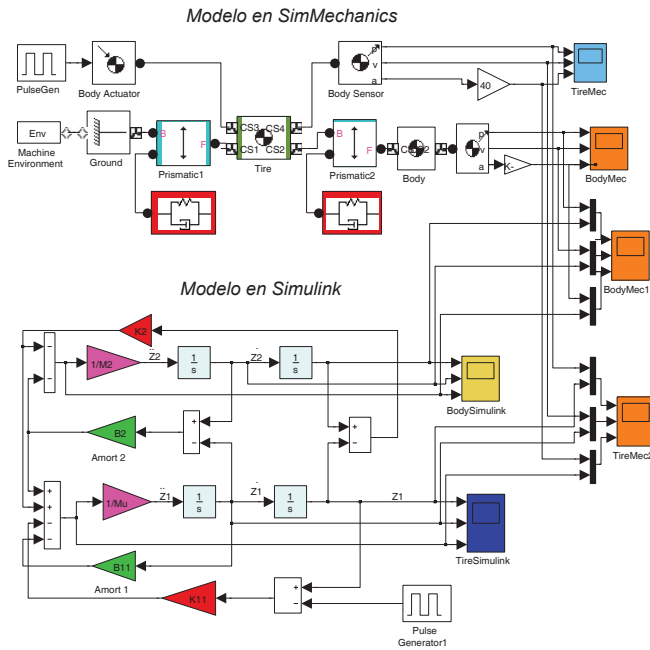 Modelo en SimMechanics
PulseGen
Body Actuator
Body Sensor
p
v
a
40
TireMec
Env
Machine
Environment
Ground
B
F
Prismatic1
CS3
CS4
CS1
CS2
Tire
B
F
Prismatic2
Body
p
v
a
K-
BodyMec
BodyMec1
Modelo en Simulink
K2
1/M2
Z2
1
s
Z2
1
s
BodySimulink
B2
Amort 2
1/Mu
Z1
1
s
Z1
1
s
Z1
TireMec2
TireSimulink
B11
Amort 1
K11
Pulse
Generator1